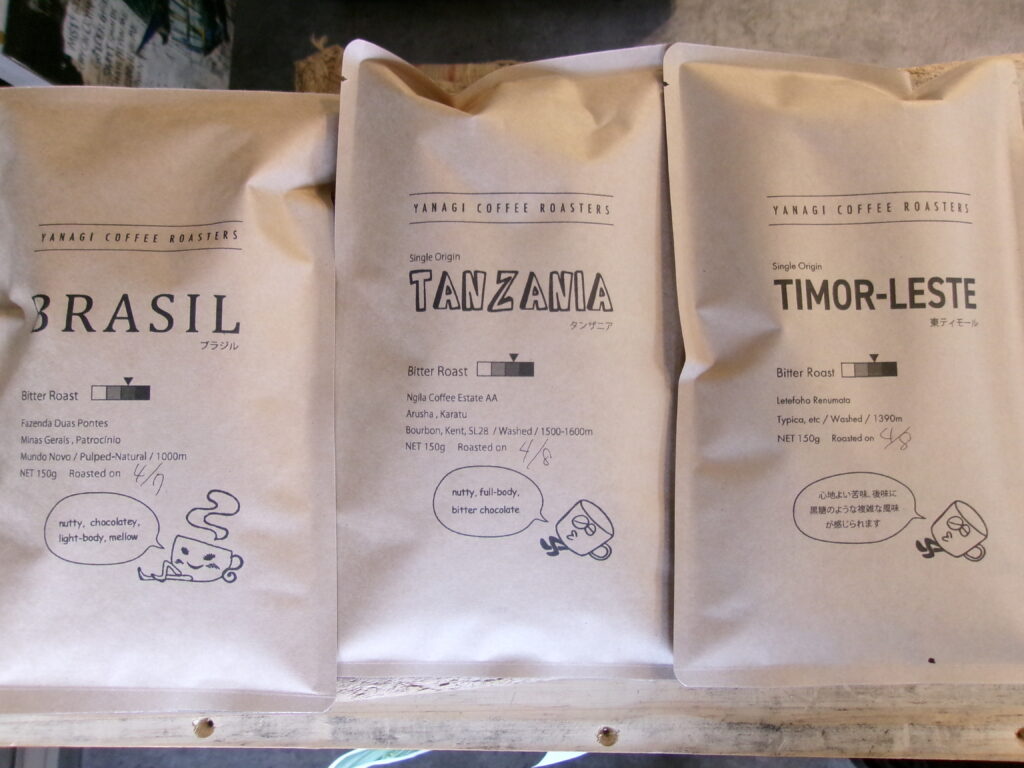 YANAGI COFFEE ROASTERS
BRASIL
ブラジル
Bitter Roast
Fazenda Duas Pontes
Minas Gerais , Patrocínio
Mundo Novo / Pulped-Natural / 1000m
NET 150g Roasted on 4/7
nutty, chocolatey,
light-body, mellow
YANAGI COFFEE ROASTERS
Single Origin
TANZANIA
タンザニア
Bitter Roast
Ngila Coffee Estate AA
Arusha , Karatu
Bourbon, Kent, SL28 / Washed / 1500-1600m
NET 150g Roasted on 4/8
nutty, full-body,
bitter chocolate
YANAGI COFFEE ROASTERS
Single Origin
TIMOR-LESTE
東ティモール
Bitter Roast
Letefoho Renumata
Typica, etc / Washed / 1390m
NET 150g Roasted on 4/8
心地よい苦味、後味に
黒糖のような複雑な風味
が感じられます